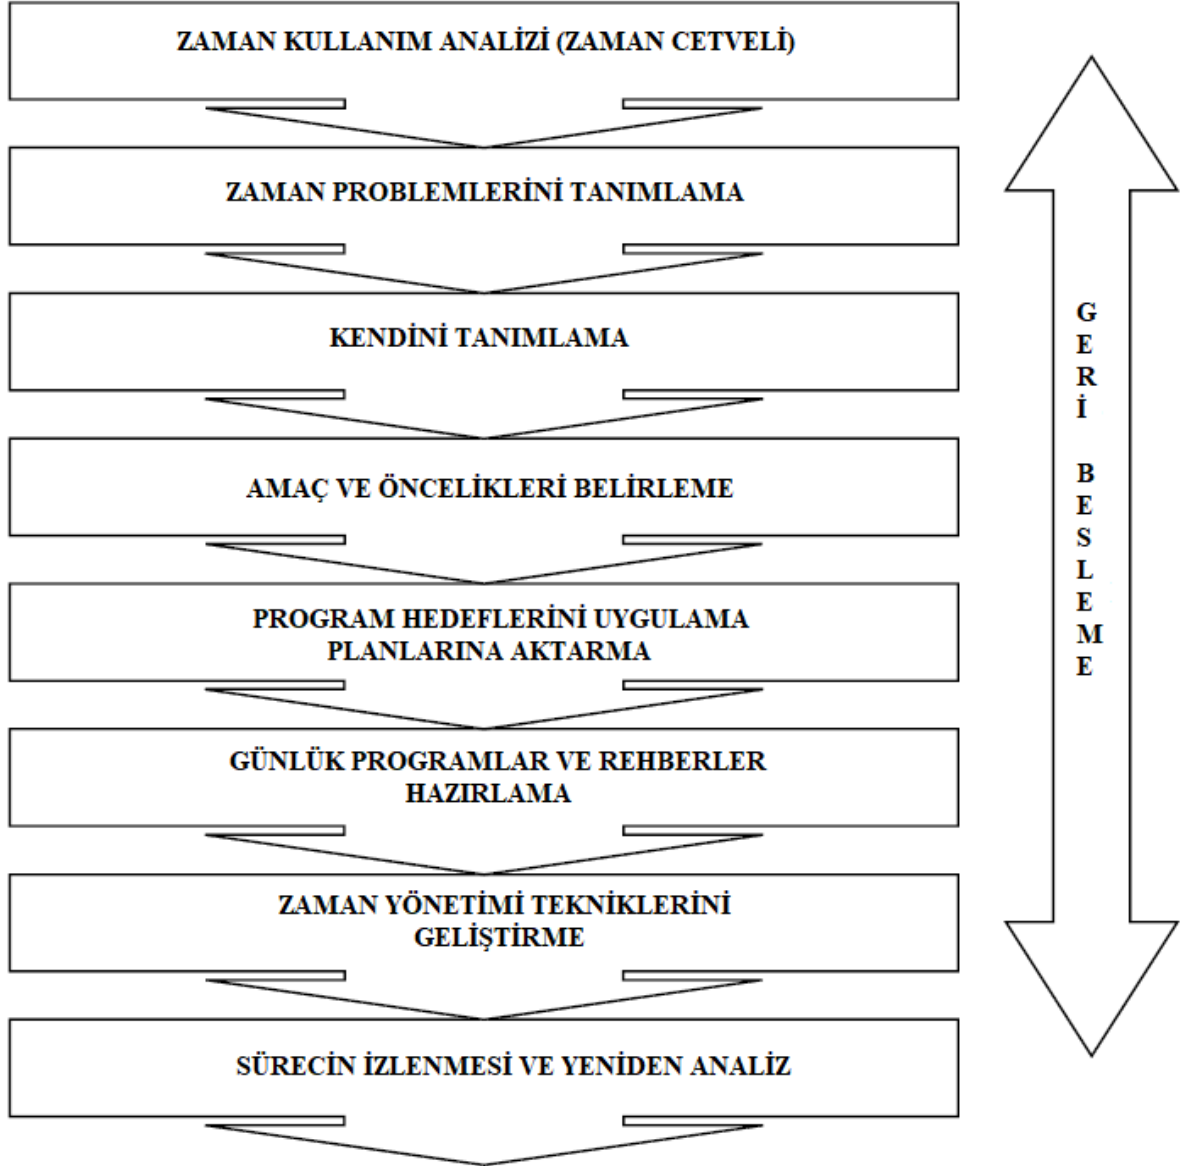 ZAMAN KULLANIM ANALİZİ (ZAMAN CETVELİ)
ZAMAN PROBLEMLERİNİ TANIMLAMA
KENDİNİ TANIMLAMA
AMAÇ VE ÖNCELİKLERİ BELİRLEME
PROGRAM HEDEFLERİNİ UYGULAMA
PLANLARINA AKTARMA
GÜNLÜK PROGRAMLAR VE REHBERLER
HAZIRLAMA
ZAMAN YÖNETİMİ TEKNİKLERİNİ
GELİŞTİRME
SÜRECİN İZLENMESİ VE YENİDEN ANALİZ
GERİ BESLEME